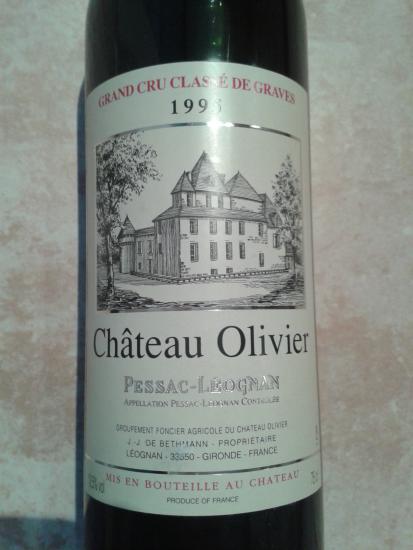 GRAND CRU CLASSÉ DE GRAVES
Château Olivier
PESSAC-LÉOGNAN
APPELLATION PESSAC-LÉOGNAN CONTRÔLÉE
GROUPEMENT FONCIER AGRICOLE DU CHATEAU OLIVIER
J.-J. DE BETHMANN - PROPRIÉTAIRE
LÉOGNAN - 33850 - GIRONDE - FRANCE
MIS EN BOUTEILLE AU CHATEAU
PRODUCE OF FRANCE